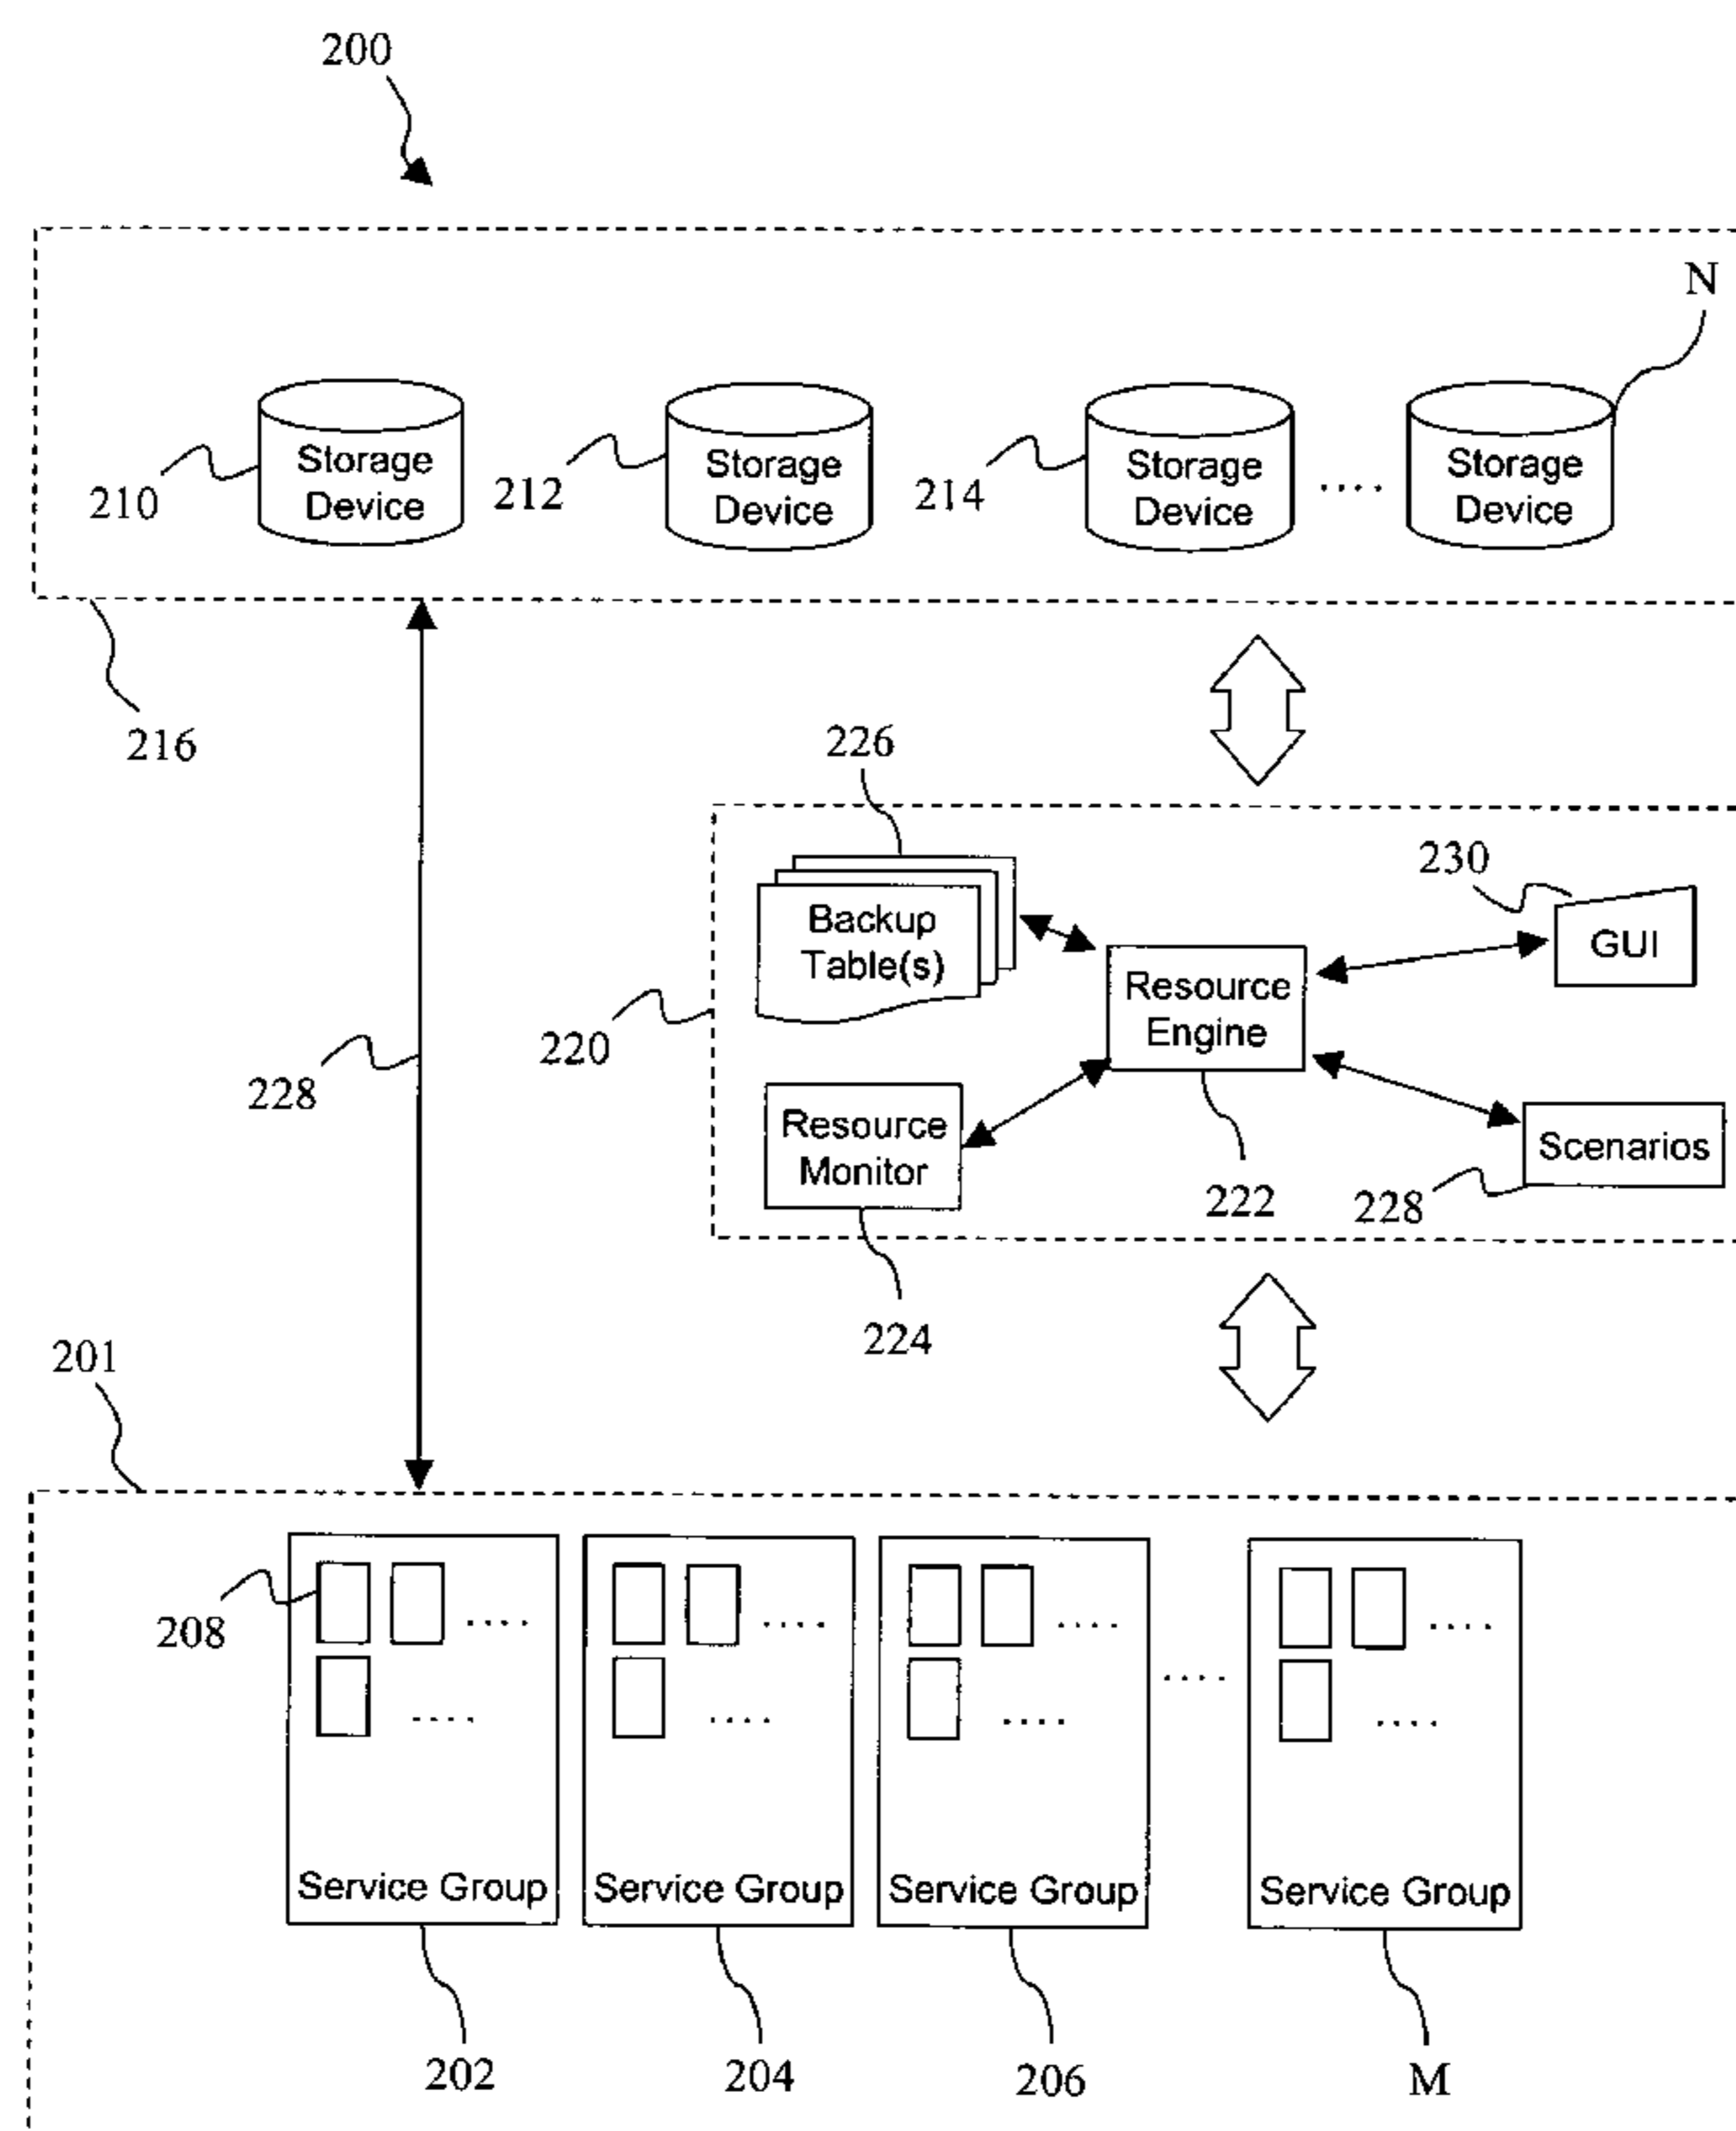 200
N
Storage
Device
210
Storage
Device
212
Storage
Device
214
....
Storage
Device
216
228
226
Backup
Table(s)
230
GUI
220
Resource
Engine
222
Resource
Monitor
224
Scenarios
228
201
208
....
....
Service Group
202
....
....
Service Group
204
....
....
Service Group
206
....
....
....
Service Group
M